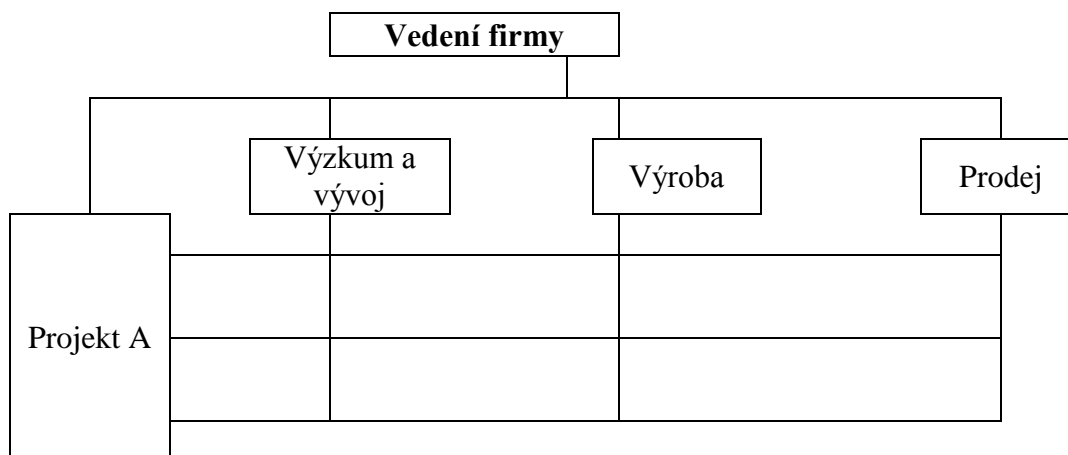 Vedení firmy
Výzkum a
vývoj
Výroba
Prodej
Projekt A